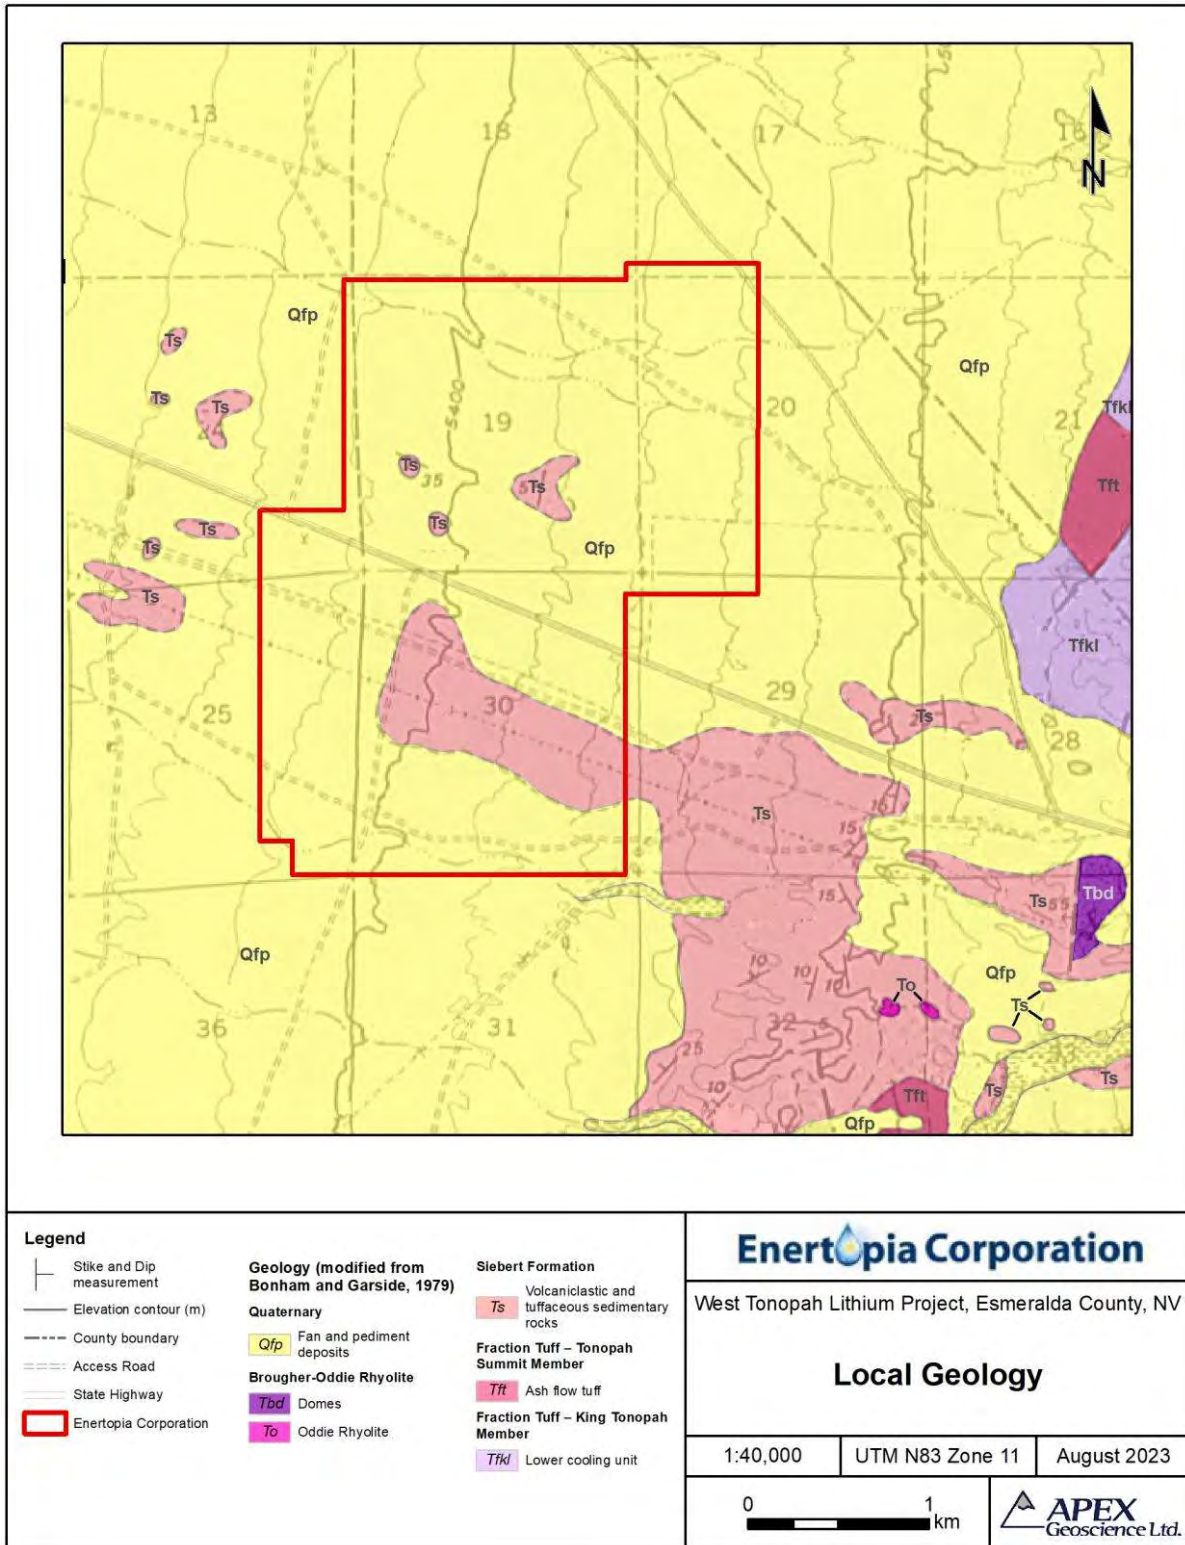 13
18
17
16
N
Qfp
Ts
Qfp
5400
Tfkl
Ts
Ts
19
20
21
Ts
35
5
Ts
Tft
Ts
Ts
Qfp
Ts
Ts
Tfkl
25
30
29
Ts
28
Ts
15
15
15
Ts
55
Tbd
Qfp
10
10
10
To
Qfp
Ts
36
31
32
5
33
25
10
Tft
Ts
Ts
Qfp
Legend
Stike and Dip
measurement
Elevation contour (m)
County boundary
Access Road
State Highway
Enertopia Corporation
Geology (modified from
Bonham and Garside, 1979)
Quaternary
Qfp Fan and pediment
deposits
Brougher-Oddie Rhyolite
Tbd Domes
To Oddie Rhyolite
Siebert Formation
Ts Volcaniclastic and
tuffaceous sedimentary
rocks
Fraction Tuff – Tonopah
Summit Member
Tft Ash flow tuff
Fraction Tuff – King Tonopah
Member
Tfkl Lower cooling unit
Enertopia Corporation
West Tonopah Lithium Project, Esmeralda County, NV
Local Geology
1:40,000 UTM N83 Zone 11 August 2023
0 1
km
APEX
Geoscience Ltd.